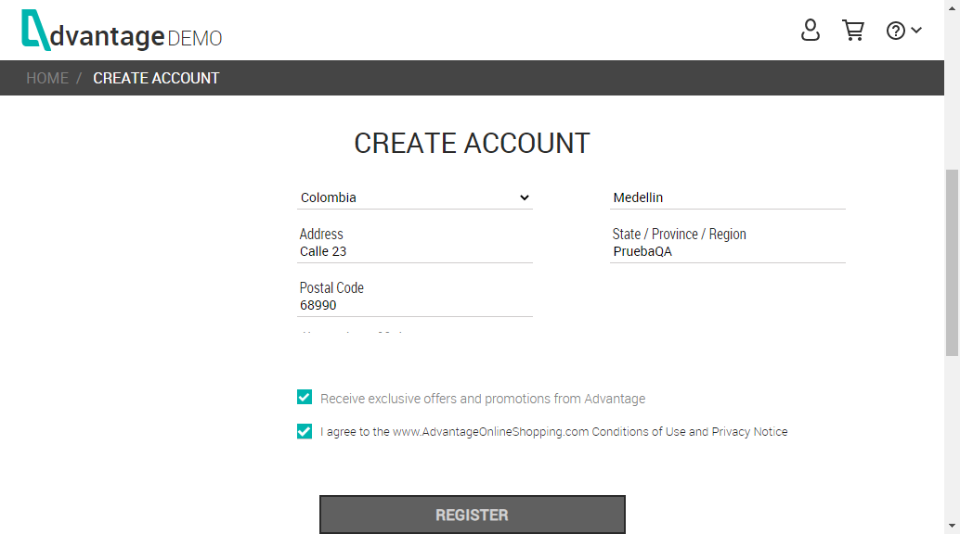 dvantage DEMO
HOME / CREATE ACCOUNT
CREATE ACCOUNT
Colombia
Medellin
Address
Calle 23
State / Province / Region
PruebaQA
Postal Code
68990
Receive exclusive offers and promotions from Advantage
I agree to the www.AdvantageOnlineShopping.com Conditions of Use and Privacy Notice
REGISTER